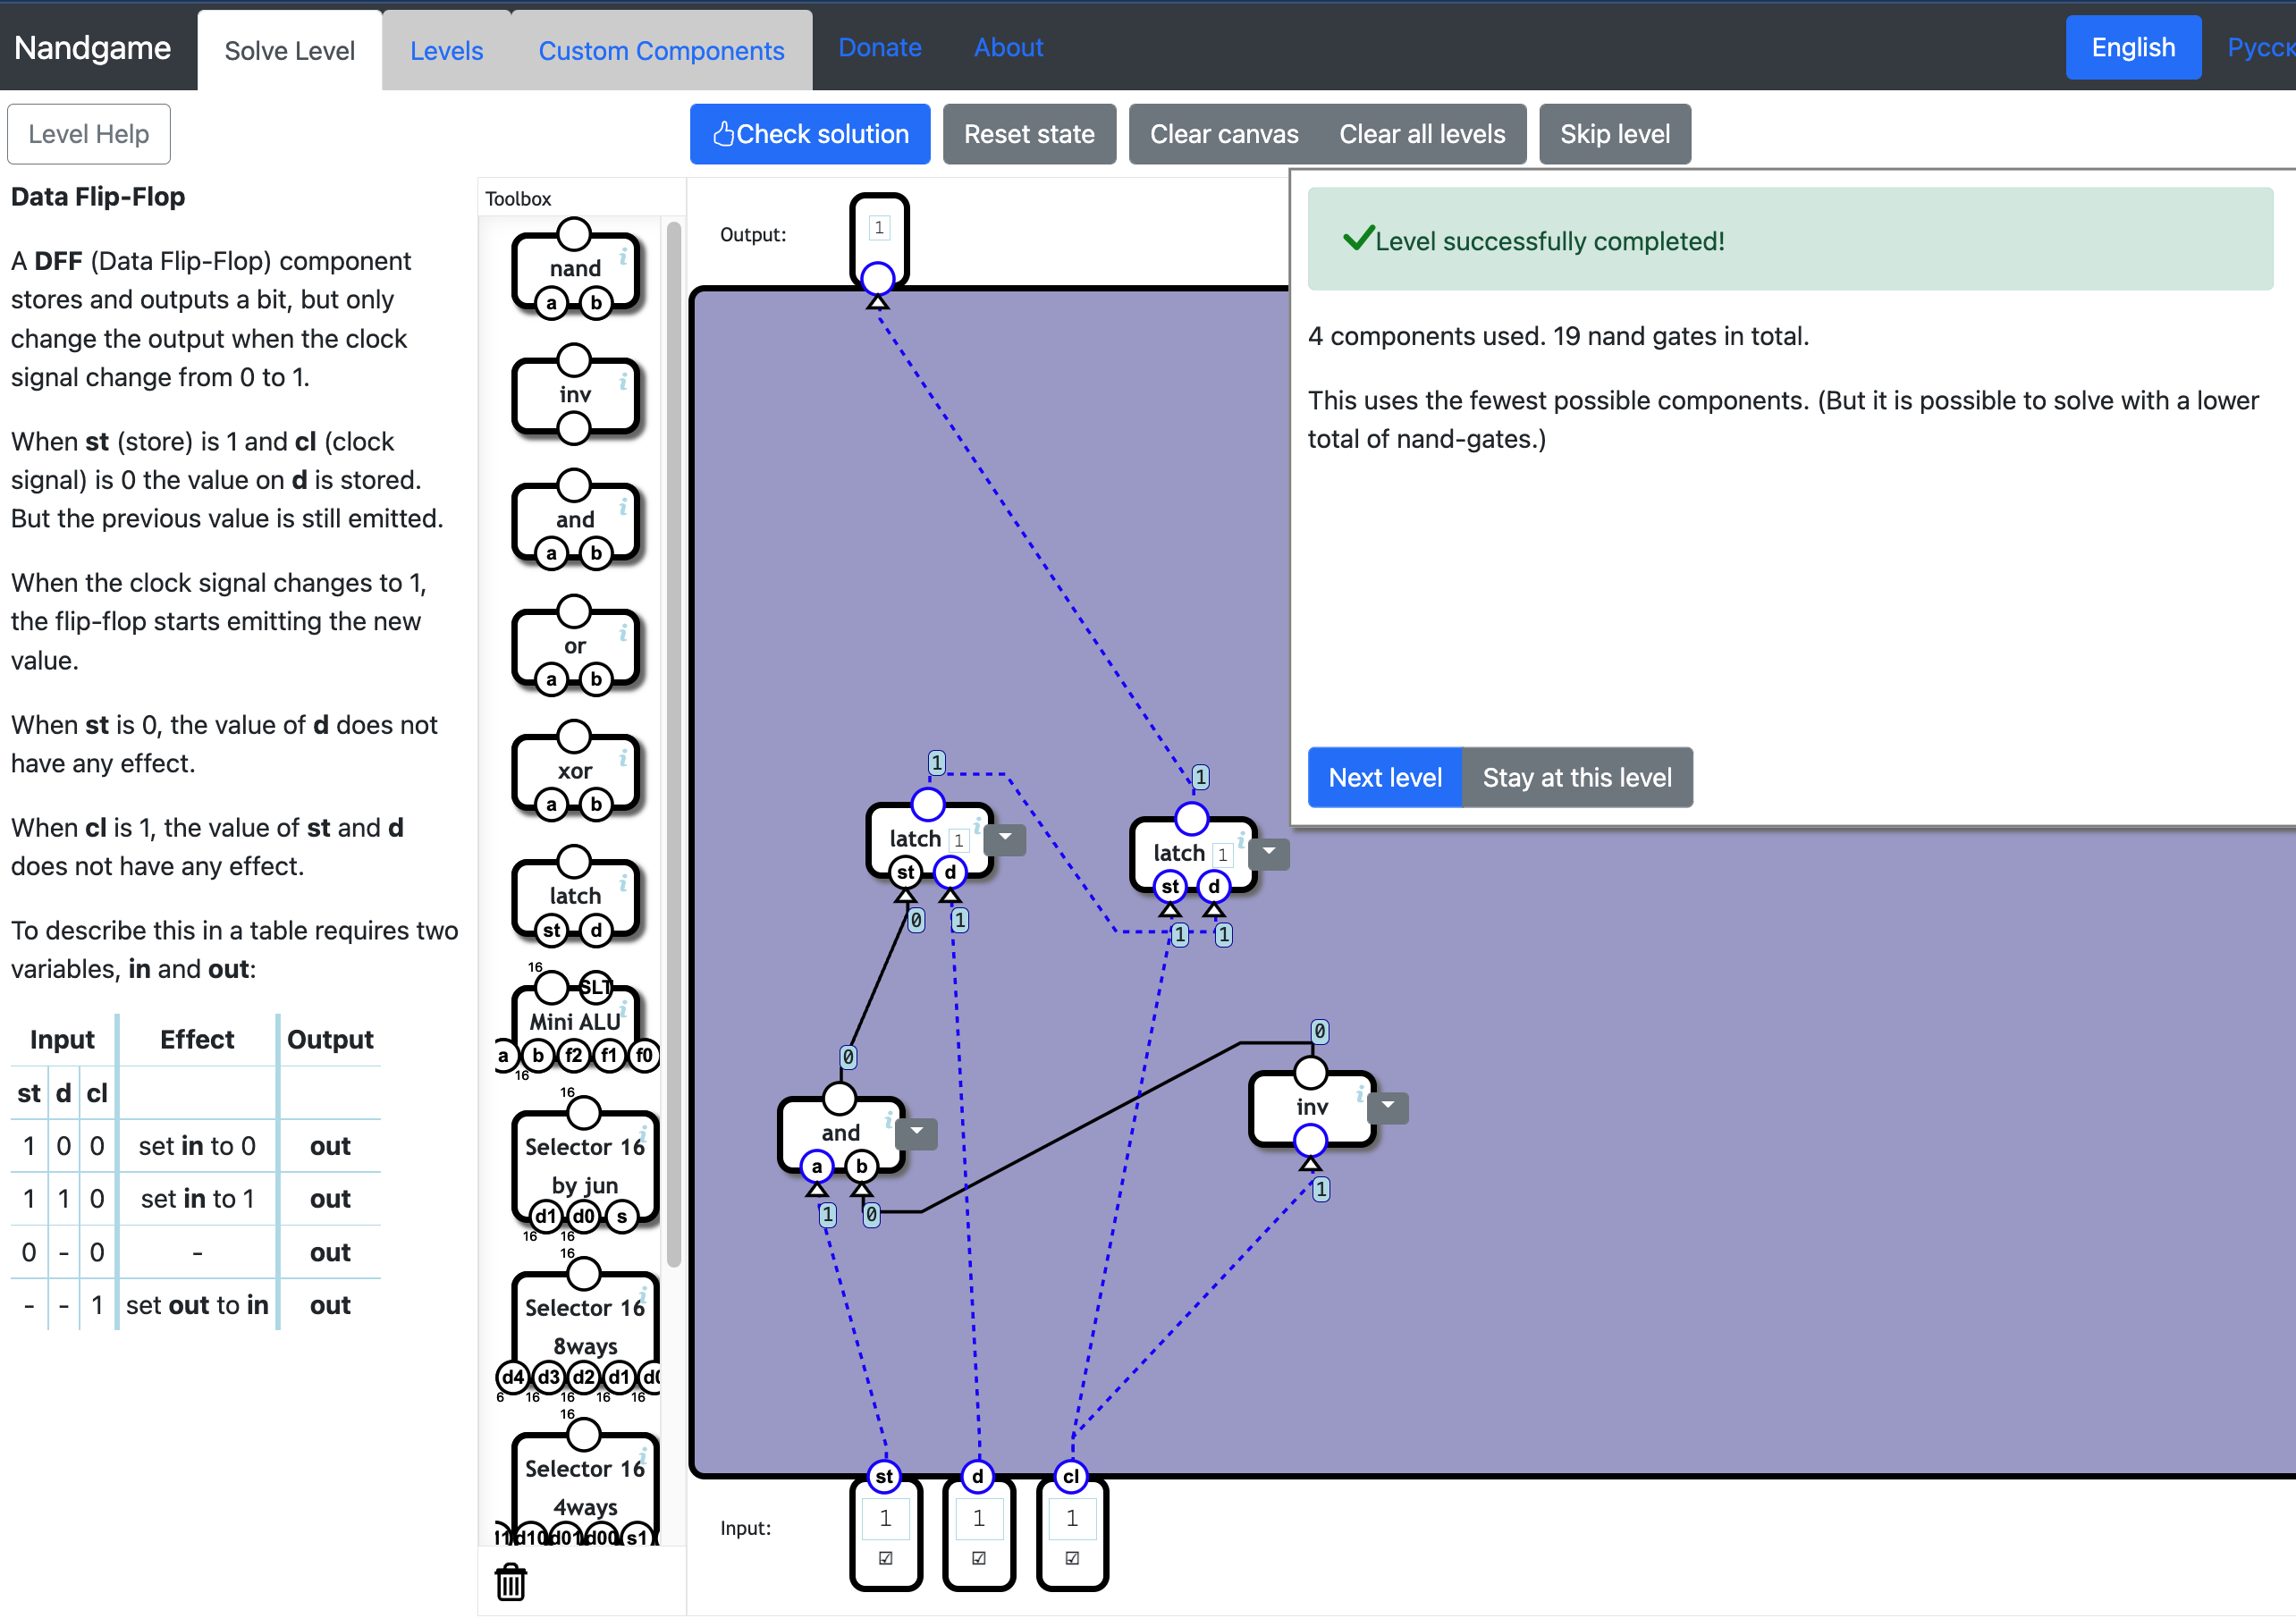 Nandgame
Solve Level
Levels
Custom Components
Donate
About
English
Level Help
Check solution
Reset state
Clear canvas
Clear all levels
Skip level
Data Flip-Flop
A DFF (Data Flip-Flop) component
stores and outputs a bit, but only
change the output when the clock
signal change from 0 to 1.
When st (store) is 1 and cl (clock
signal) is 0 the value on d is stored.
But the previous value is still emitted.
When the clock signal changes to 1,
the flip-flop starts emitting the new
value.
When st is 0, the value of d does not
have any effect.
When cl is 1, the value of st and d
does not have any effect.
To describe this in a table requires two
variables, in and out:
Input Effect Output
st d cl
1 0 0 set in to 0 out
1 1 0 set in to 1 out
0 - 0 - out
- - 1 set out to in out
Toolbox
nand
a b
inv
and
a b
or
a b
xor
a b
latch
st d
16 SLT
Mini ALU
a b f2 f1 f0
16
16
Selector 16
by jun
d1 d0 s
16 16
16
Selector 16
8ways
d4 d3 d2 d1
16 16 16 16
16
Selector 16
4ways
d10 d01 d00 s1
Output:
1
Level successfully completed!
4 components used. 19 nand gates in total.
This uses the fewest possible components. (But it is possible to solve with a lower
total of nand-gates.)
Next level
Stay at this level
1
latch 1
st d
0 1
1
latch 1
st d
1 1
0
and
a b
1 0
0
inv
1
Input:
st d cl
1 1 1